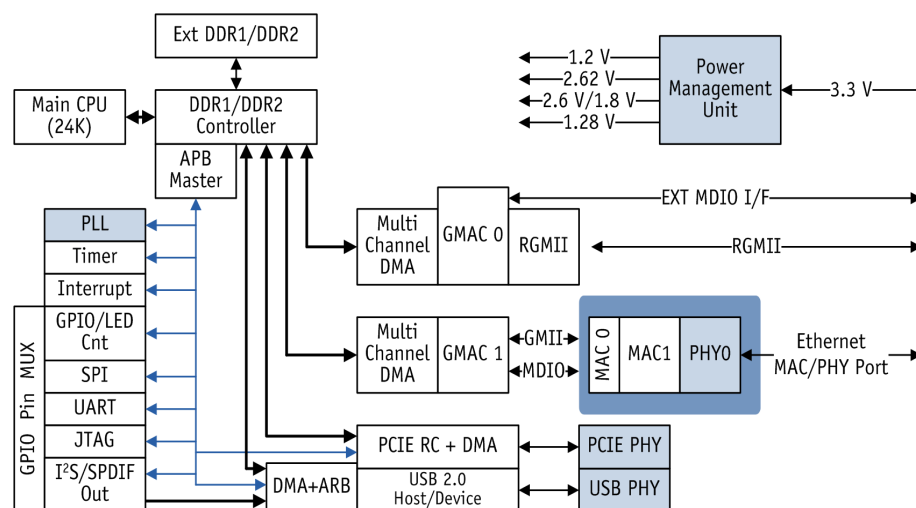 Ext DDR1/DDR2
Main CPU
(24K)
DDR1/DDR2
Controller
APB
Master
1.2 V
2.62 V
2.6 V/1.8 V
1.28 V
Power
Management
Unit
3.3 V
PLL
Timer
Interrupt
GPIO/LED
Cnt
SPI
UART
JTAG
I²S/SPDIF
Out
GPIO Pin MUX
Multi
Channel
DMA
GMAC 0
RGMII
EXT MDIO I/F
RGMII
Multi
Channel
DMA
GMAC 1
GMII
MDIO
MAC 0
MAC1
PHY0
Ethernet
MAC/PHY Port
PCIE RC + DMA
PCIE PHY
DMA+ARB
USB 2.0
Host/Device
USB PHY